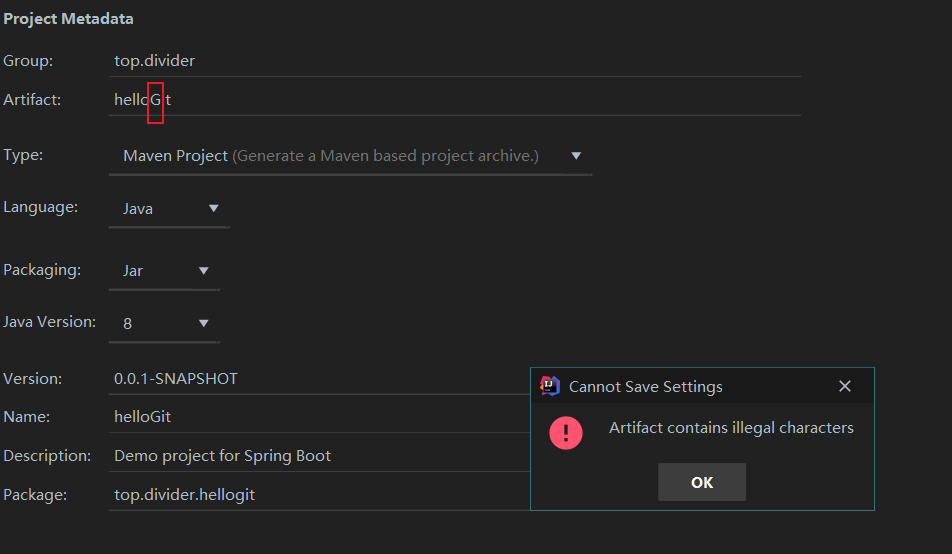 Project Metadata
Group: top.divider
Artifact: helloGit
Type: Maven Project (Generate a Maven based project archive.)
Language: Java
Packaging: Jar
Java Version: 8
Version: 0.0.1-SNAPSHOT
Name: helloGit
Description: Demo project for Spring Boot
Package: top.divider.hellogit
IJ Cannot Save Settings
Artifact contains illegal characters
OK